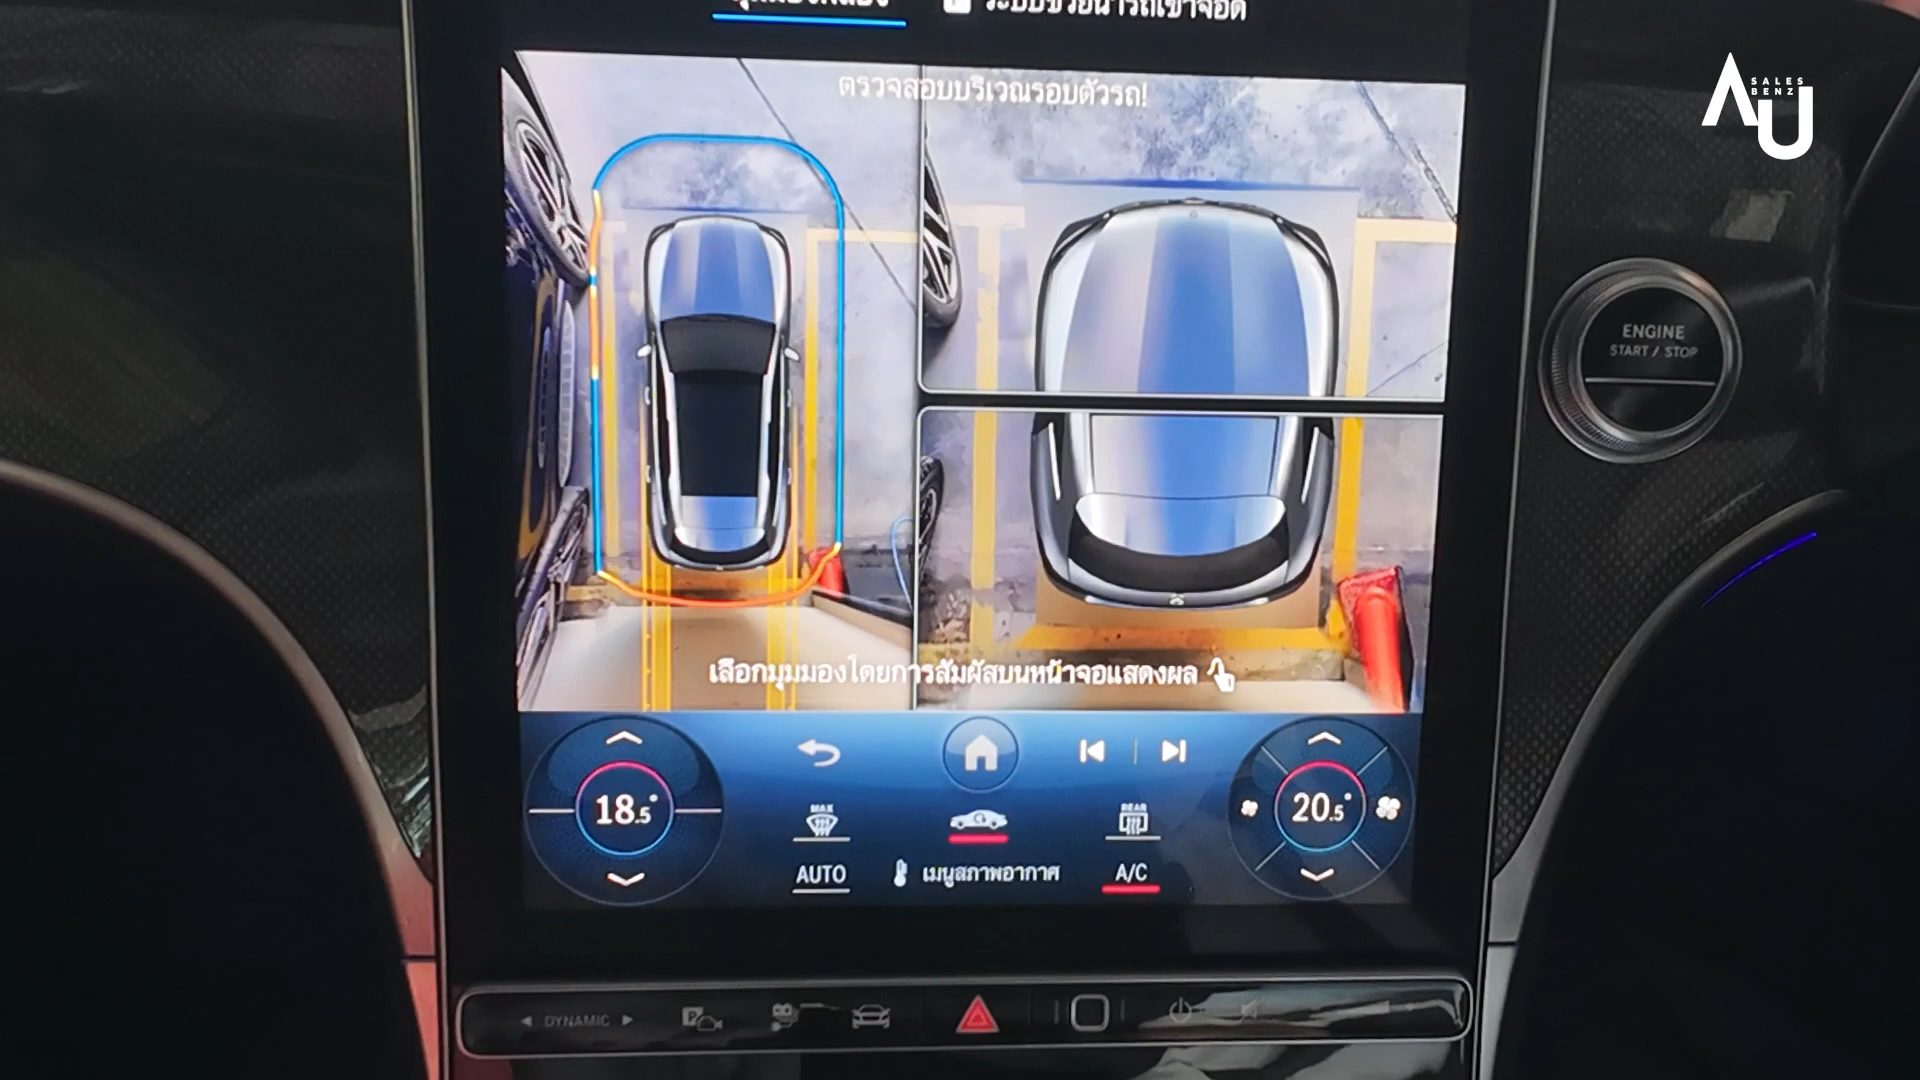 ระบบช่วยนำรถเข้าจอด
SALES
BENZ
AU
ตรวจสอบบริเวณรอบตัวรถ!
ENGINE
START / STOP
เลือกมุมมองโดยการสัมผัสบนหน้าจอแสดงผล
18.5°
20.5°
MAX
REAR
AUTO
เมนูสภาพอากาศ
A/C
DYNAMIC
P